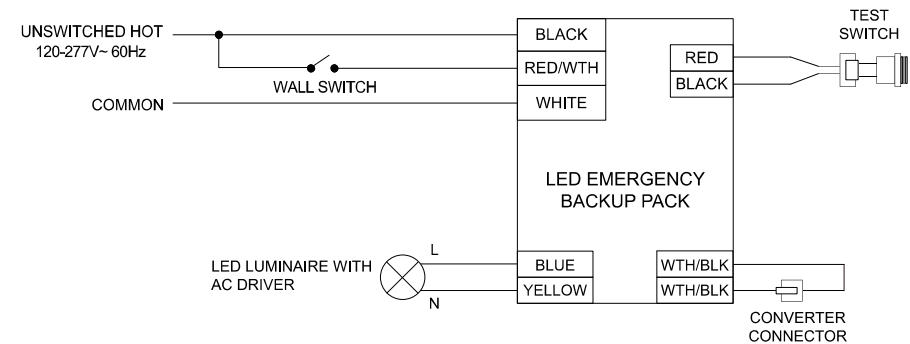 UNSWITCHED HOT
120-277V~ 60Hz
WALL SWITCH
COMMON
BLACK
RED/WTH
WHITE
RED
BLACK
TEST
SWITCH
LED EMERGENCY
BACKUP PACK
LED LUMINAIRE WITH
AC DRIVER
L
N
BLUE
YELLOW
WTH/BLK
WTH/BLK
CONVERTER
CONNECTOR